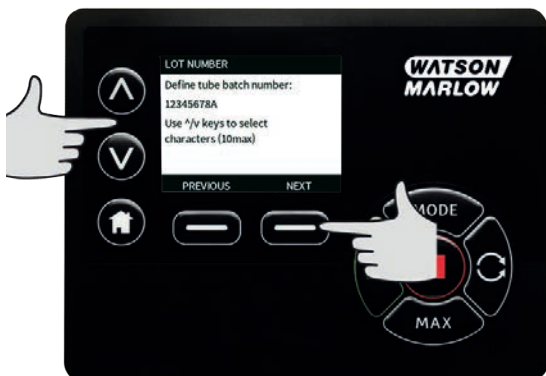 LOT NUMBER
Define tube batch number:
12345678A
Use ^/v keys to select
characters (10max)
PREVIOUS NEXT
WATSON
MARLOW
MODE
MAX